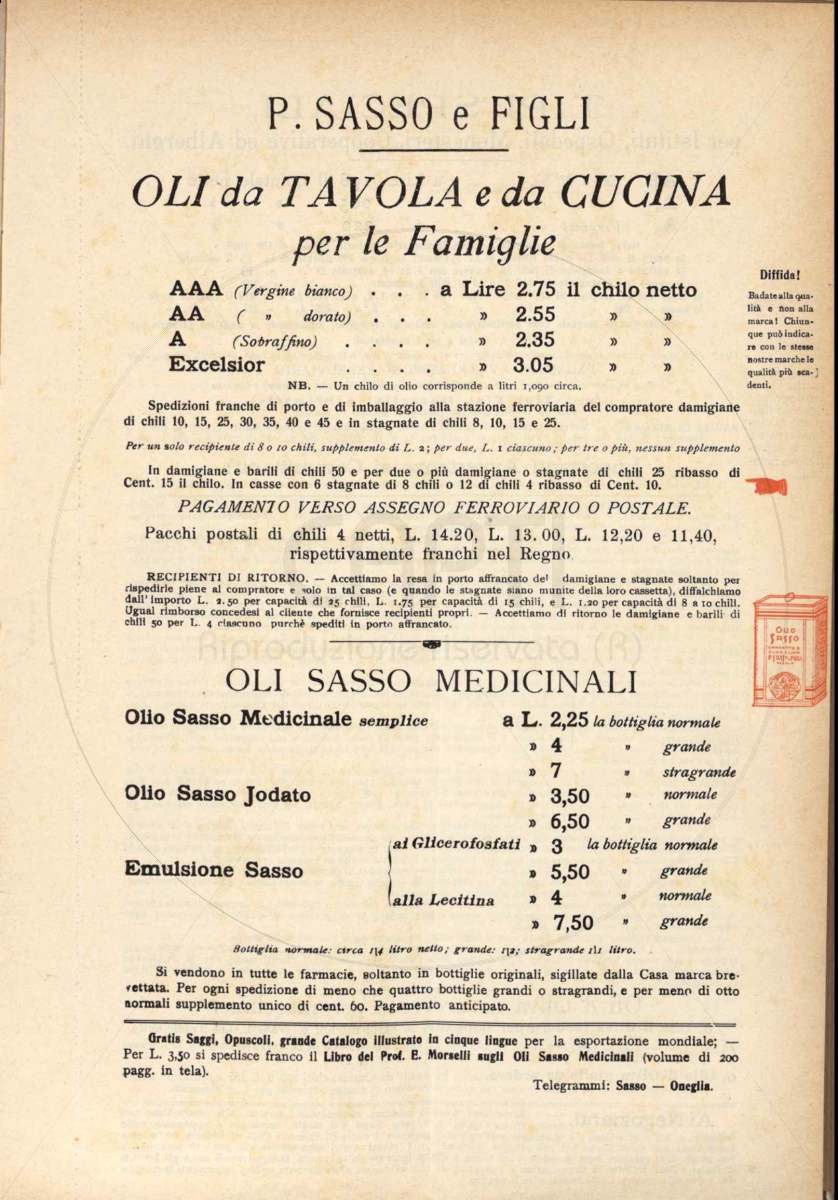 P. SASSO e FIGLI
OLI da TAVOLA e da CUCINA
per le Famiglie
AAA (Vergine bianco) . . . a Lire 2.75 il chilo netto
AA ( " dorato) . . . » 2.55 » »
A (Sobraffino) . . . . » 2.35 » »
Excelsior . . . . » 3.05 » »
NB. — Un chilo di olio corrisponde a litri 1,090 circa.
Diffida!
Badate alla qua-
lità e non alla
marca! Chiun-
que può indica-
re con le stesse
nostre marche le
qualità più sca-
denti.
Spedizioni franche di porto e di imballaggio alla stazione ferroviaria del compratore damigiane
di chili 10, 15, 25, 30, 35, 40 e 45 e in stagnate di chili 8, 10, 15 e 25.
Per un solo recipiente di 8 o 10 chili, supplemento di L. 2; per due, L. 1 ciascuno; per tre o più, nessun supplemento
In damigiane e barili di chili 50 e per due o più damigiane o stagnate di chili 25 ribasso di
Cent. 15 il chilo. In casse con 6 stagnate di 8 chili o 12 di chili 4 ribasso di Cent. 10.
PAGAMENTO VERSO ASSEGNO FERROVIARIO O POSTALE.
Pacchi postali di chili 4 netti, L. 14.20, L. 13.00, L. 12,20 e 11,40,
rispettivamente franchi nel Regno.
RECIPIENTI DI RITORNO. — Accettiamo la resa in porto affrancato del damigiane e stagnate soltanto per
rispedirle piene al compratore e solo in tal caso (e quando le stagnate siano munite della loro cassetta), diffalchiamo
dall'importo L. 2.50 per capacità di 25 chili, L. 1.75 per capacità di 15 chili, e L. 1.20 per capacità di 8 a 10 chili.
Ugual rimborso concedesi al cliente che fornisce recipienti propri. — Accettiamo di ritorno le damigiane e barili di
chili 50 per L. 4 ciascuno purchè spediti in porto affrancato.
Riproduzione riservata (R)
OLIO
SASSO
OLI SASSO MEDICINALI
Olio Sasso Medicinale semplice a L. 2,25 la bottiglia normale
» 4 " grande
» 7 " stragrande
Olio Sasso Jodato » 3,50 " normale
» 6,50 " grande
ai Glicerofosfati » 3 la bottiglia normale
Emulsione Sasso » 5,50 " grande
alla Lecitina » 4 " normale
» 7,50 " grande
Bottiglia normale: circa 1|4 litro netto; grande: 1|2; stragrande 1|1 litro.
Si vendono in tutte le farmacie, soltanto in bottiglie originali, sigillate dalla Casa marca bre-
vettata. Per ogni spedizione di meno che quattro bottiglie grandi o stragrandi, e per meno di otto
normali supplemento unico di cent. 60. Pagamento anticipato.
Gratis Saggi, Opuscoli, grande Catalogo illustrato in cinque lingue per la esportazione mondiale; —
Per L. 3,50 si spedisce franco il Libro del Prof. E. Morselli sugli Oli Sasso Medicinali (volume di 200
pagg. in tela).
Telegrammi: Sasso — Oneglia.